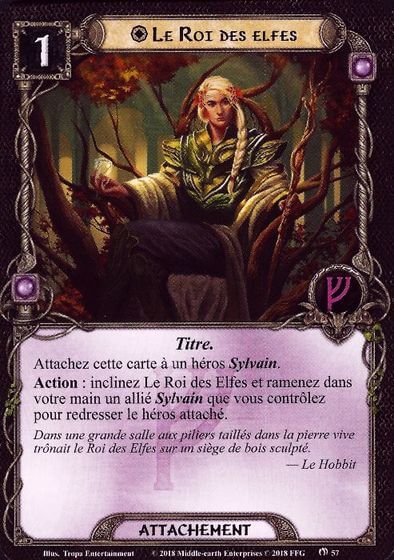 Le Roi des elfes
1
Titre.
Attachez cette carte à un héros Sylvain.
Action : inclinez Le Roi des Elfes et ramenez dans
votre main un allié Sylvain que vous contrôlez
pour redresser le héros attaché.
Dans une grande salle aux piliers taillés dans la pierre vive
trônait le Roi des Elfes sur un siège de bois sculpté.
— Le Hobbit
ATTACHEMENT
Illus. Tropa Entertainment © 2018 Middle-earth Enterprises © 2018 FFG 57